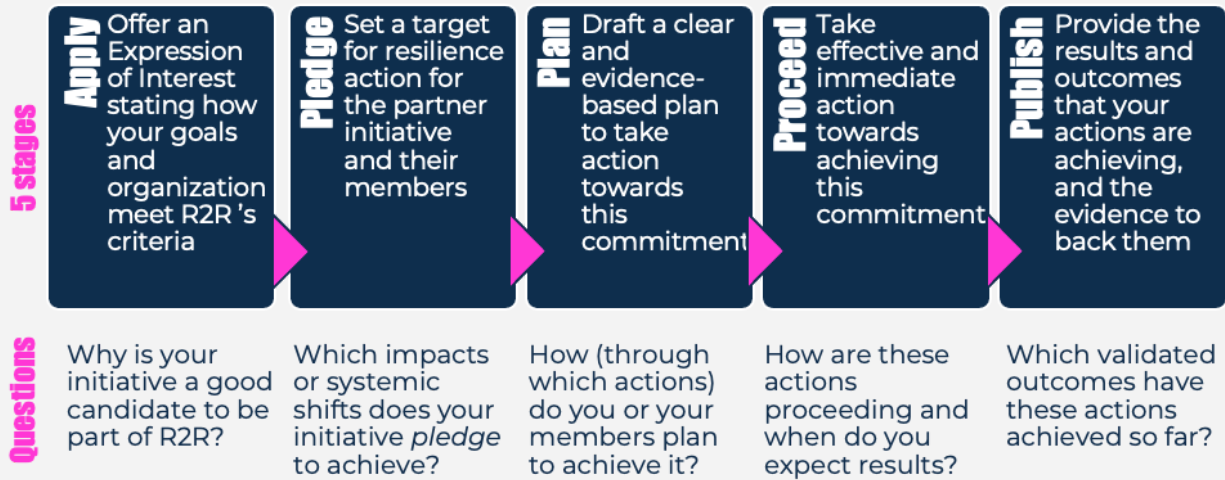 5 stages
Apply
Offer an
Expression
of Interest
stating how
your goals
and
organization
meet R2R 's
criteria
Pledge
Set a target
for resilience
action for
the partner
initiative
and their
members
Plan
Draft a clear
and
evidence-
based plan
to take
action
towards
this
commitment
Proceed
Take
effective and
immediate
action
towards
achieving
this
commitment
Publish
Provide the
results and
outcomes
that your
actions are
achieving,
and the
evidence to
back them
Questions
Why is your
initiative a good
candidate to be
part of R2R?
Which impacts
or systemic
shifts does your
initiative pledge
to achieve?
How (through
which actions)
do you or your
members plan
to achieve it?
How are these
actions
proceeding and
when do you
expect results?
Which validated
outcomes have
these actions
achieved so far?